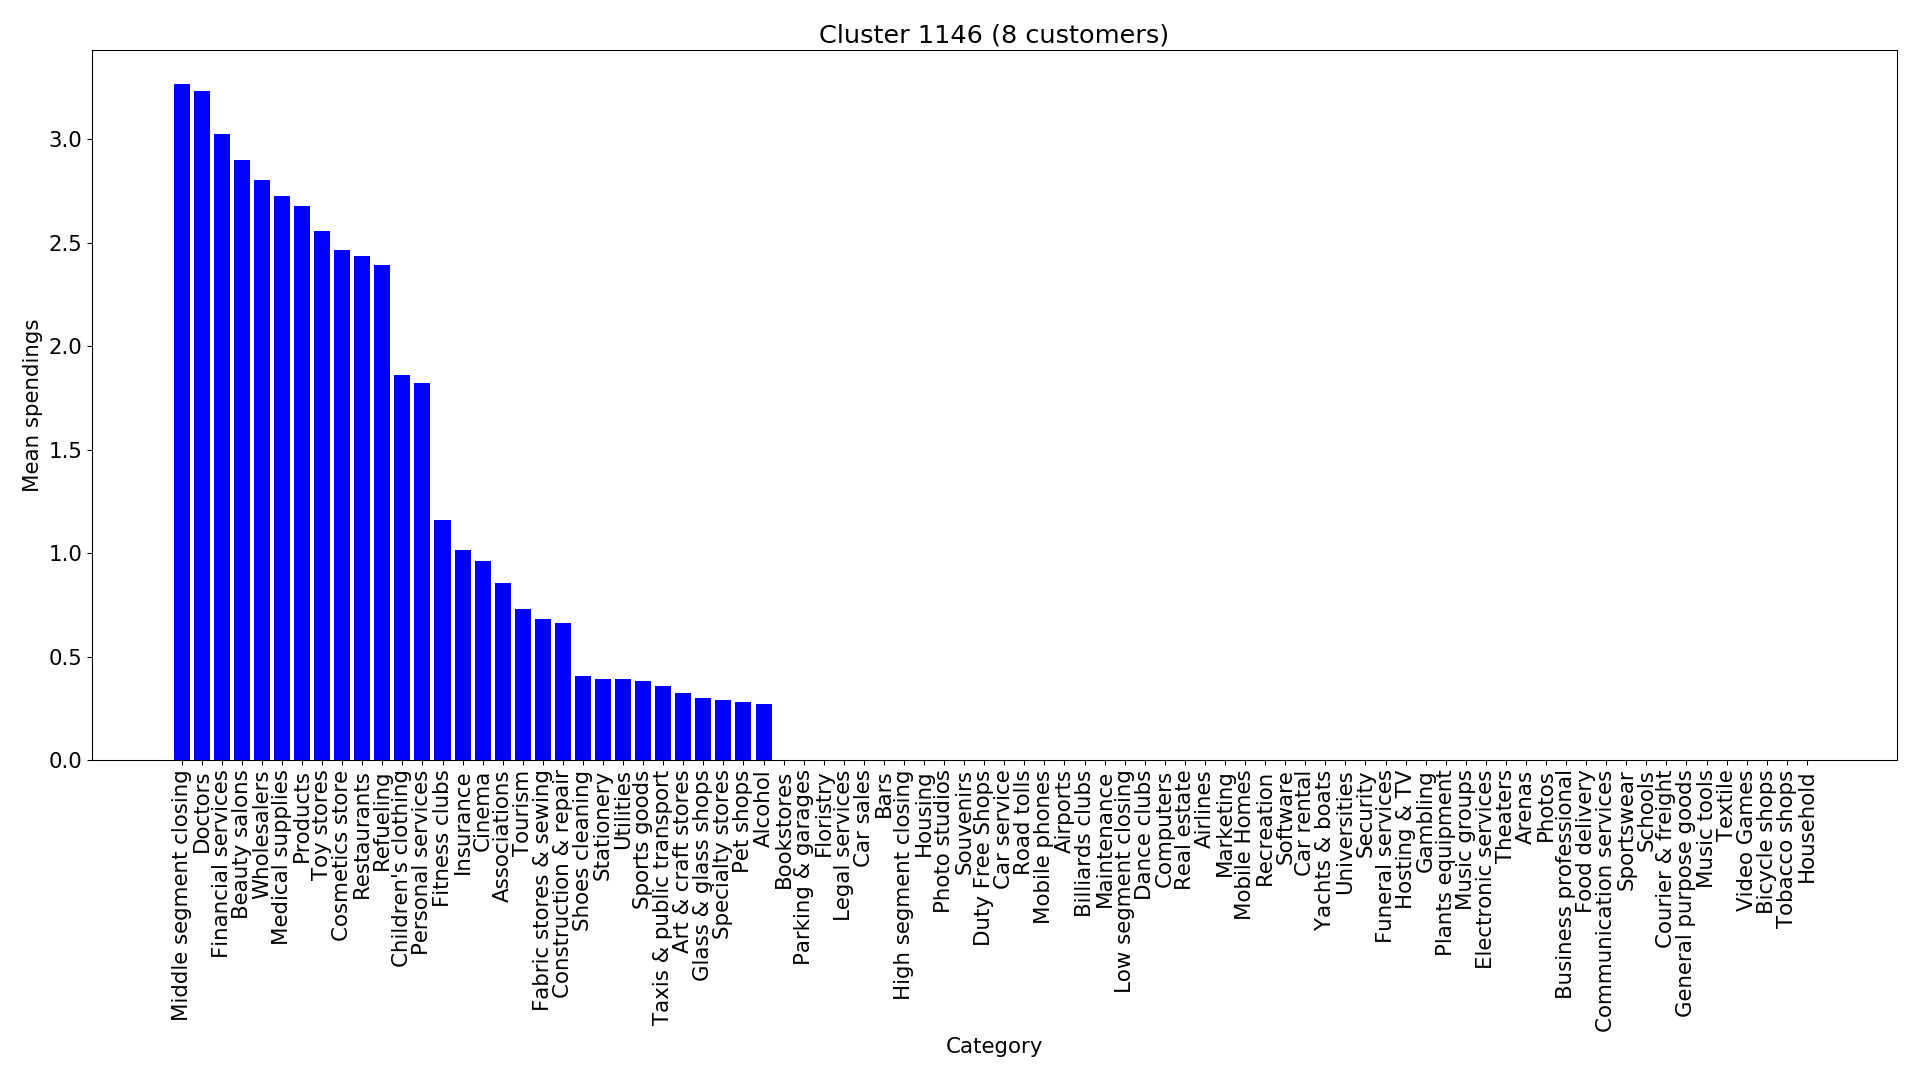 Cluster 1146 (8 customers)
Mean spendings
3.0
2.5
2.0
1.5
1.0
0.5
0.0
Middle segment closing
Doctors
Financial services
Beauty salons
Wholesalers
Medical supplies
Products
Toy stores
Cosmetics store
Restaurants
Refueling
Children's clothing
Personal services
Fitness clubs
Insurance
Cinema
Associations
Tourism
Fabric stores & sewing
Construction & repair
Shoes cleaning
Stationery
Utilities
Sports goods
Taxis & public transport
Art & craft stores
Glass & glass shops
Specialty stores
Pet shops
Alcohol
Bookstores
Parking & garages
Floristry
Legal services
Car sales
Bars
High segment closing
Housing
Photo studios
Souvenirs
Duty Free Shops
Car service
Road tolls
Mobile phones
Airports
Billiards clubs
Maintenance
Low segment closing
Dance clubs
Computers
Real estate
Airlines
Marketing
Mobile Homes
Recreation
Software
Car rental
Yachts & boats
Universities
Security
Funeral services
Hosting & TV
Gambling
Plants equipment
Music groups
Electronic services
Theaters
Arenas
Photos
Business professional
Food delivery
Communication services
Sportswear
Schools
Courier & freight
General purpose goods
Music tools
Textile
Video Games
Bicycle shops
Tobacco shops
Household
Category